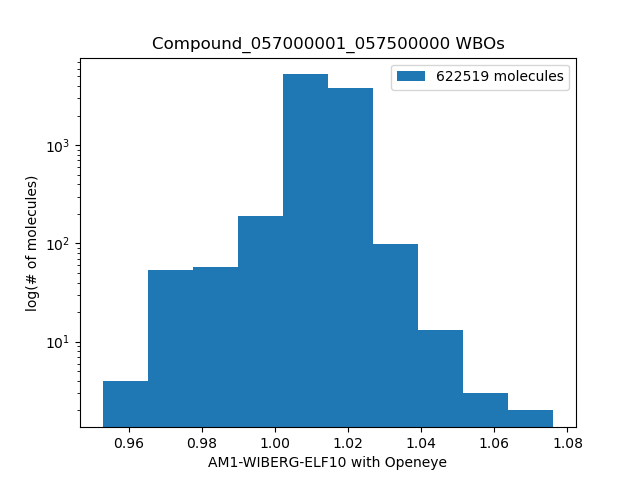 Compound_057000001_057500000 WBOs
622519 molecules
log(# of molecules)
10³
10²
10¹
0.96 0.98 1.00 1.02 1.04 1.06 1.08
AM1-WIBERG-ELF10 with Openeye